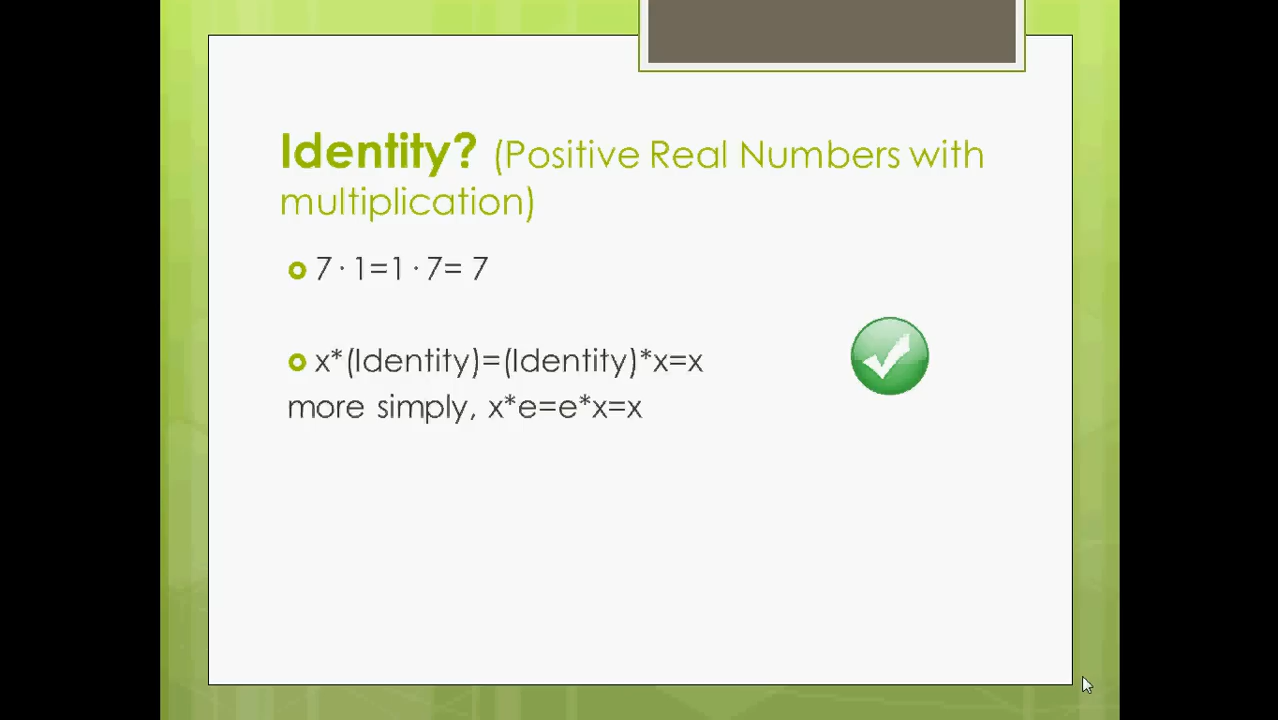 Identity? (Positive Real Numbers with
multiplication)
7 · 1=1 · 7= 7
x*(Identity)=(Identity)*x=x
more simply, x*e=e*x=x